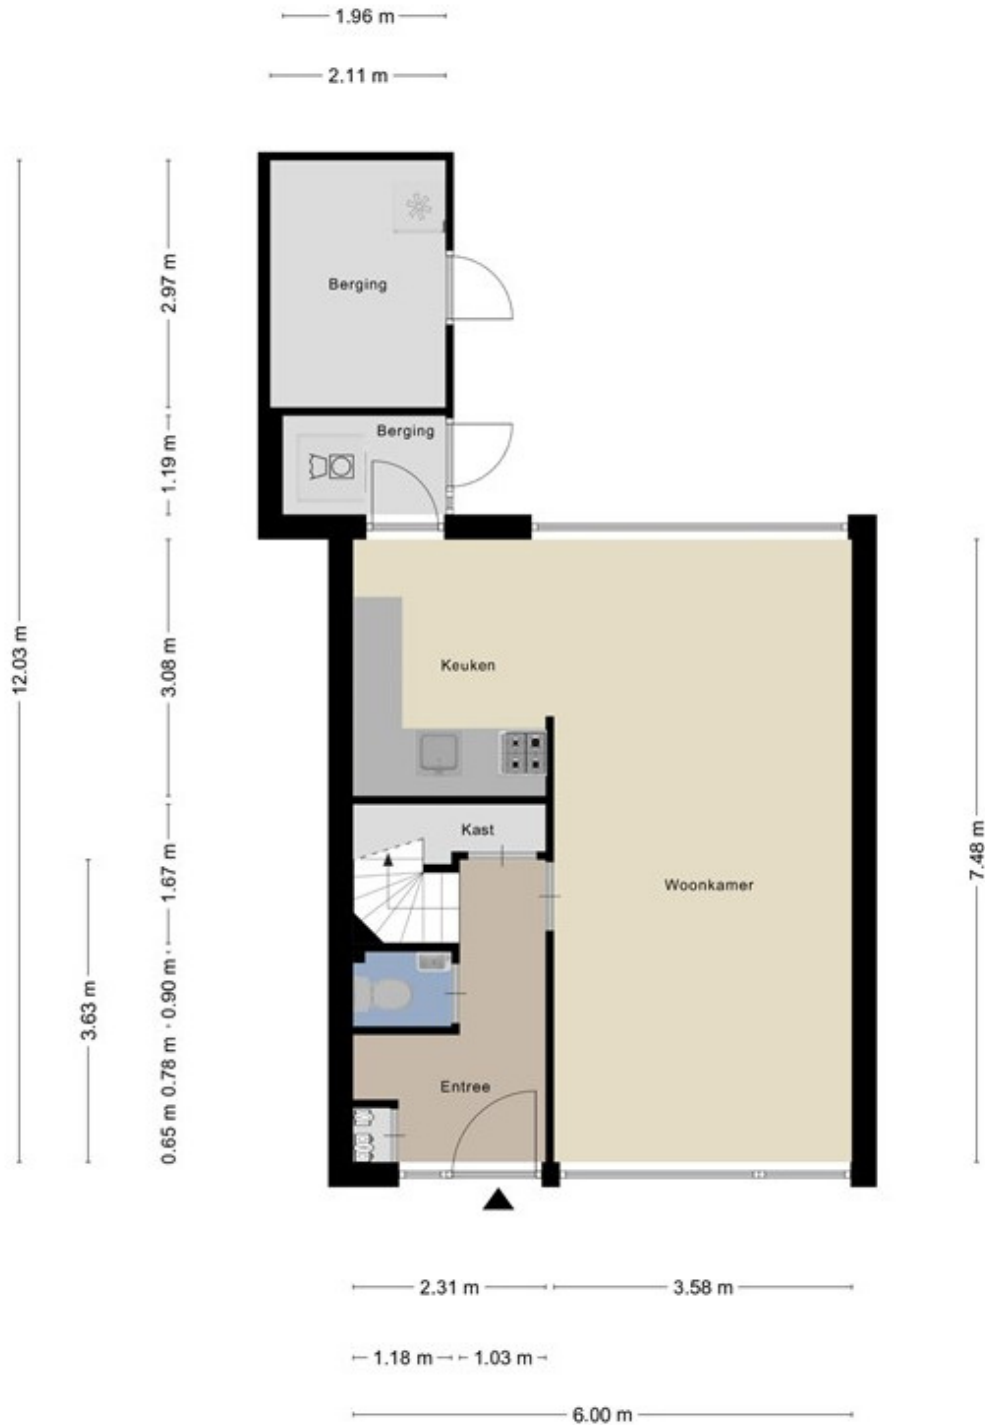 1.96 m
2.11 m
2.97 m
Berging
Berging
1.19 m
12.03 m
3.08 m
Keuken
Kast
1.67 m
7.48 m
Woonkamer
0.90 m
3.63 m
0.78 m
Entree
0.65 m
2.31 m
3.58 m
1.18 m
1.03 m
6.00 m